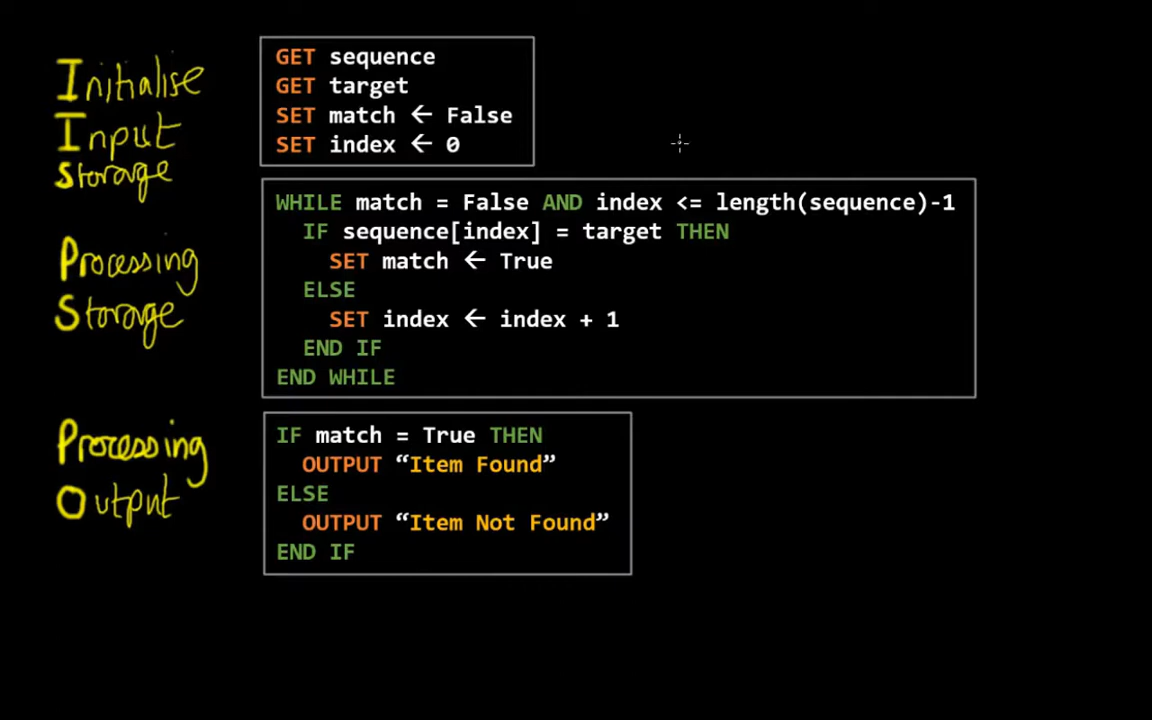 Initialise
Input
Storage
GET sequence
GET target
SET match ← False
SET index ← 0
Processing
Storage
WHILE match = False AND index <= length(sequence)-1
IF sequence[index] = target THEN
SET match ← True
ELSE
SET index ← index + 1
END IF
END WHILE
Processing
Output
IF match = True THEN
OUTPUT “Item Found”
ELSE
OUTPUT “Item Not Found”
END IF